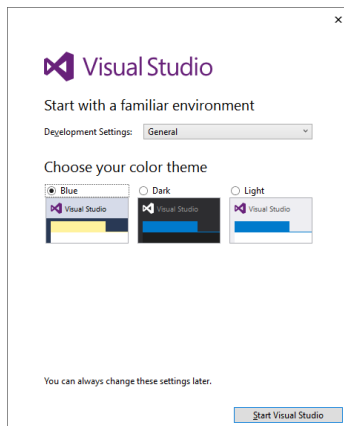 Visual Studio
Start with a familiar environment
Development Settings: General
Choose your color theme
Blue Dark Light
Visual Studio Visual Studio Visual Studio
You can always change these settings later.
Start Visual Studio